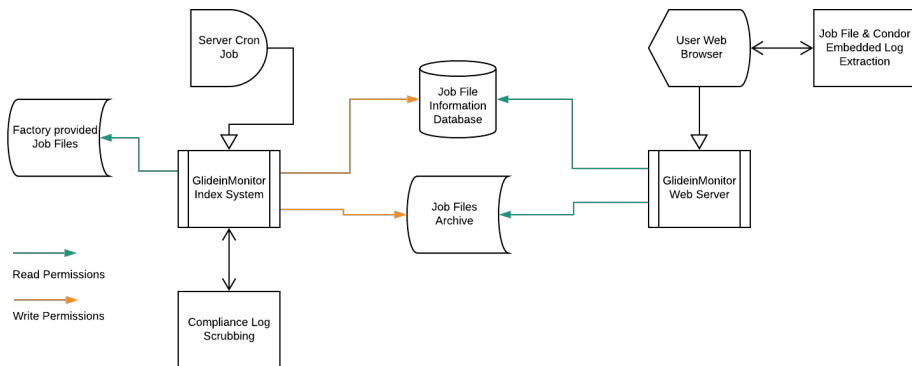 Server Cron
Job
User Web
Browser
Job File & Condor
Embedded Log
Extraction
Job File
Information
Database
Factory provided
Job Files
GlideinMonitor
Index System
GlideinMonitor
Web Server
Job Files
Archive
Read Permissions
Write Permissions
Compliance Log
Scrubbing